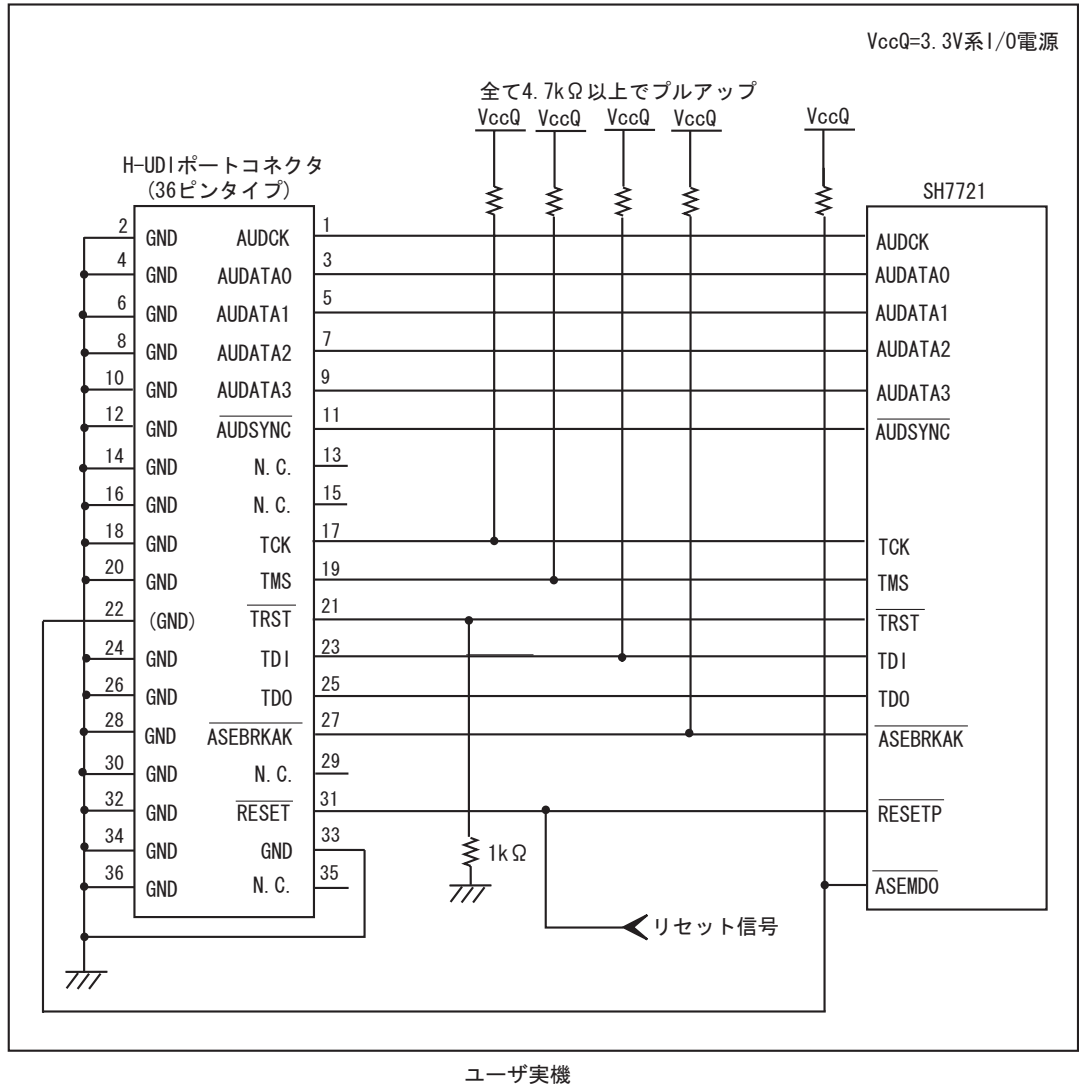 VccQ=3.3V系I/O電源
全て4.7kΩ以上でプルアップ
VccQ VccQ VccQ VccQ VccQ
H-UDIポートコネクタ
(36ピンタイプ)
SH7721
2 GND AUDCK 1 AUDCK
4 GND AUDATA0 3 AUDATA0
6 GND AUDATA1 5 AUDATA1
8 GND AUDATA2 7 AUDATA2
10 GND AUDATA3 9 AUDATA3
12 GND AUDSYNC 11 AUDSYNC
14 GND N.C. 13
16 GND N.C. 15
18 GND TCK 17 TCK
20 GND TMS 19 TMS
22 (GND) TRST 21 TRST
24 GND TDI 23 TDI
26 GND TDO 25 TDO
28 GND ASEBRKAK 27 ASEBRKAK
30 GND N.C. 29
32 GND RESET 31 RESETP
34 GND GND 33
1kΩ
36 GND N.C. 35 ASEMD0
リセット信号
ユーザ実機